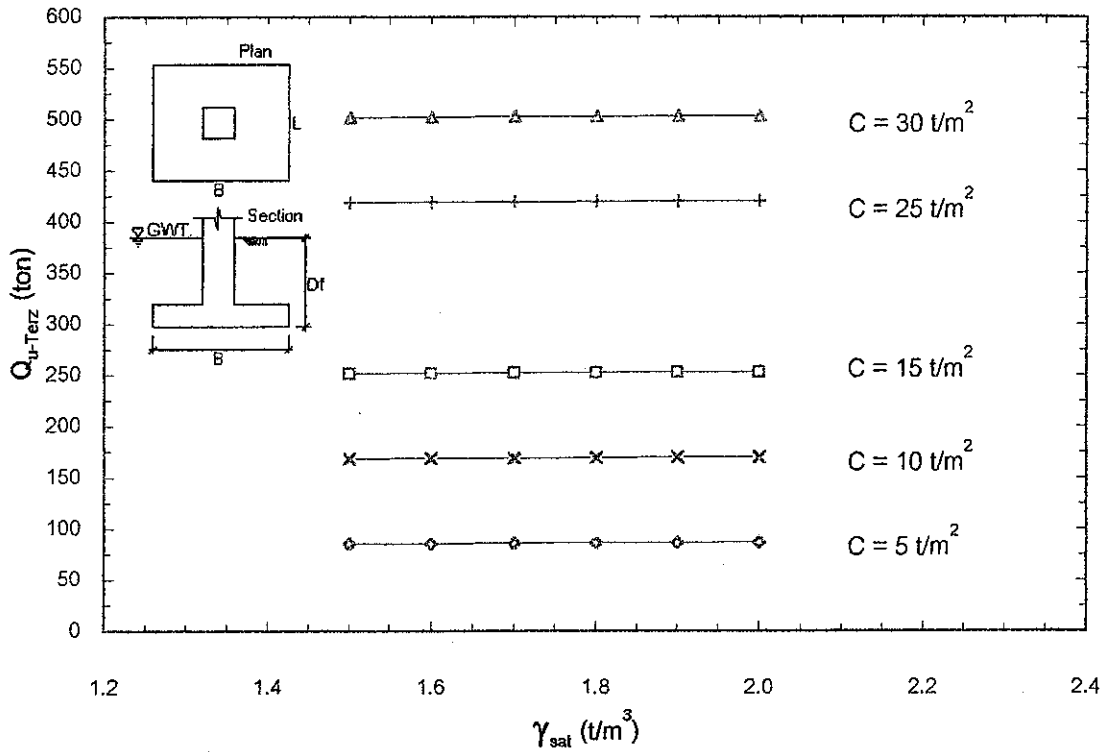 600
550
500
450
400
350
300
250
200
150
100
50
0
Q_u-Terz (ton)
Plan
L
B
Section
GWT.
Df
B
C = 30 t/m²
C = 25 t/m²
C = 15 t/m²
C = 10 t/m²
C = 5 t/m²
1.2 1.4 1.6 1.8 2.0 2.2 2.4
γ_sat (t/m³)